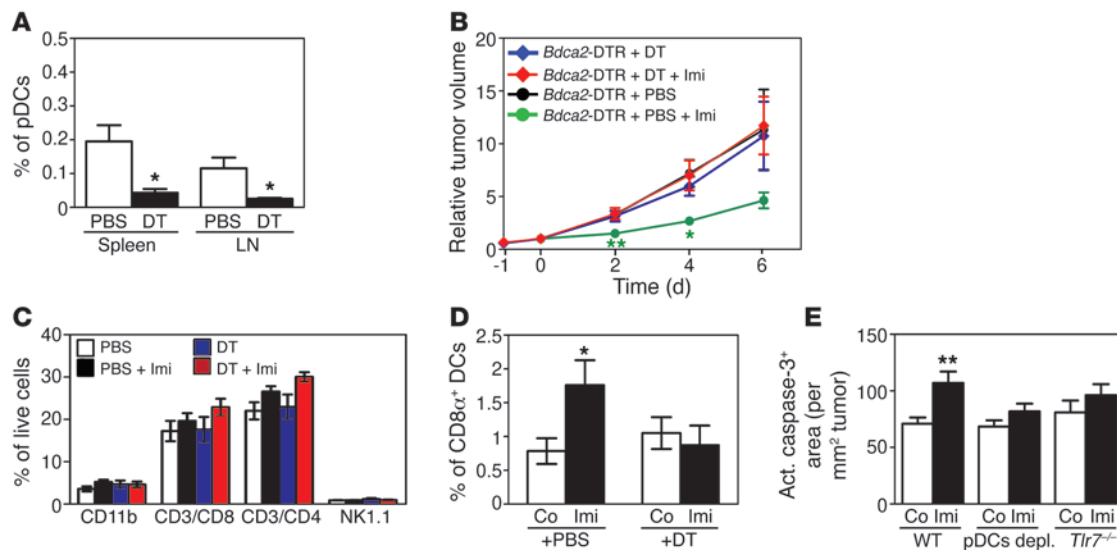 A
% of pDCs
0.5
0.4
0.3
0.2
0.1
0
*
*
PBS DT PBS DT
Spleen LN
B
Relative tumor volume
20
15
10
5
0
Bdca2-DTR + DT
Bdca2-DTR + DT + Imi
Bdca2-DTR + PBS
Bdca2-DTR + PBS + Imi
**
*
-1 0 2 4 6
Time (d)
C
% of live cells
40
30
20
10
0
PBS DT
PBS + Imi DT + Imi
CD11b CD3/CD8 CD3/CD4 NK1.1
D
% of CD8α⁺ DCs
2.5
2
1.5
1
0.5
0
*
Co Imi Co Imi
+PBS +DT
E
Act. caspase-3⁺
area (per
mm² tumor)
150
100
50
0
**
Co Imi Co Imi Co Imi
WT pDCs depl. Tlr7⁻/⁻